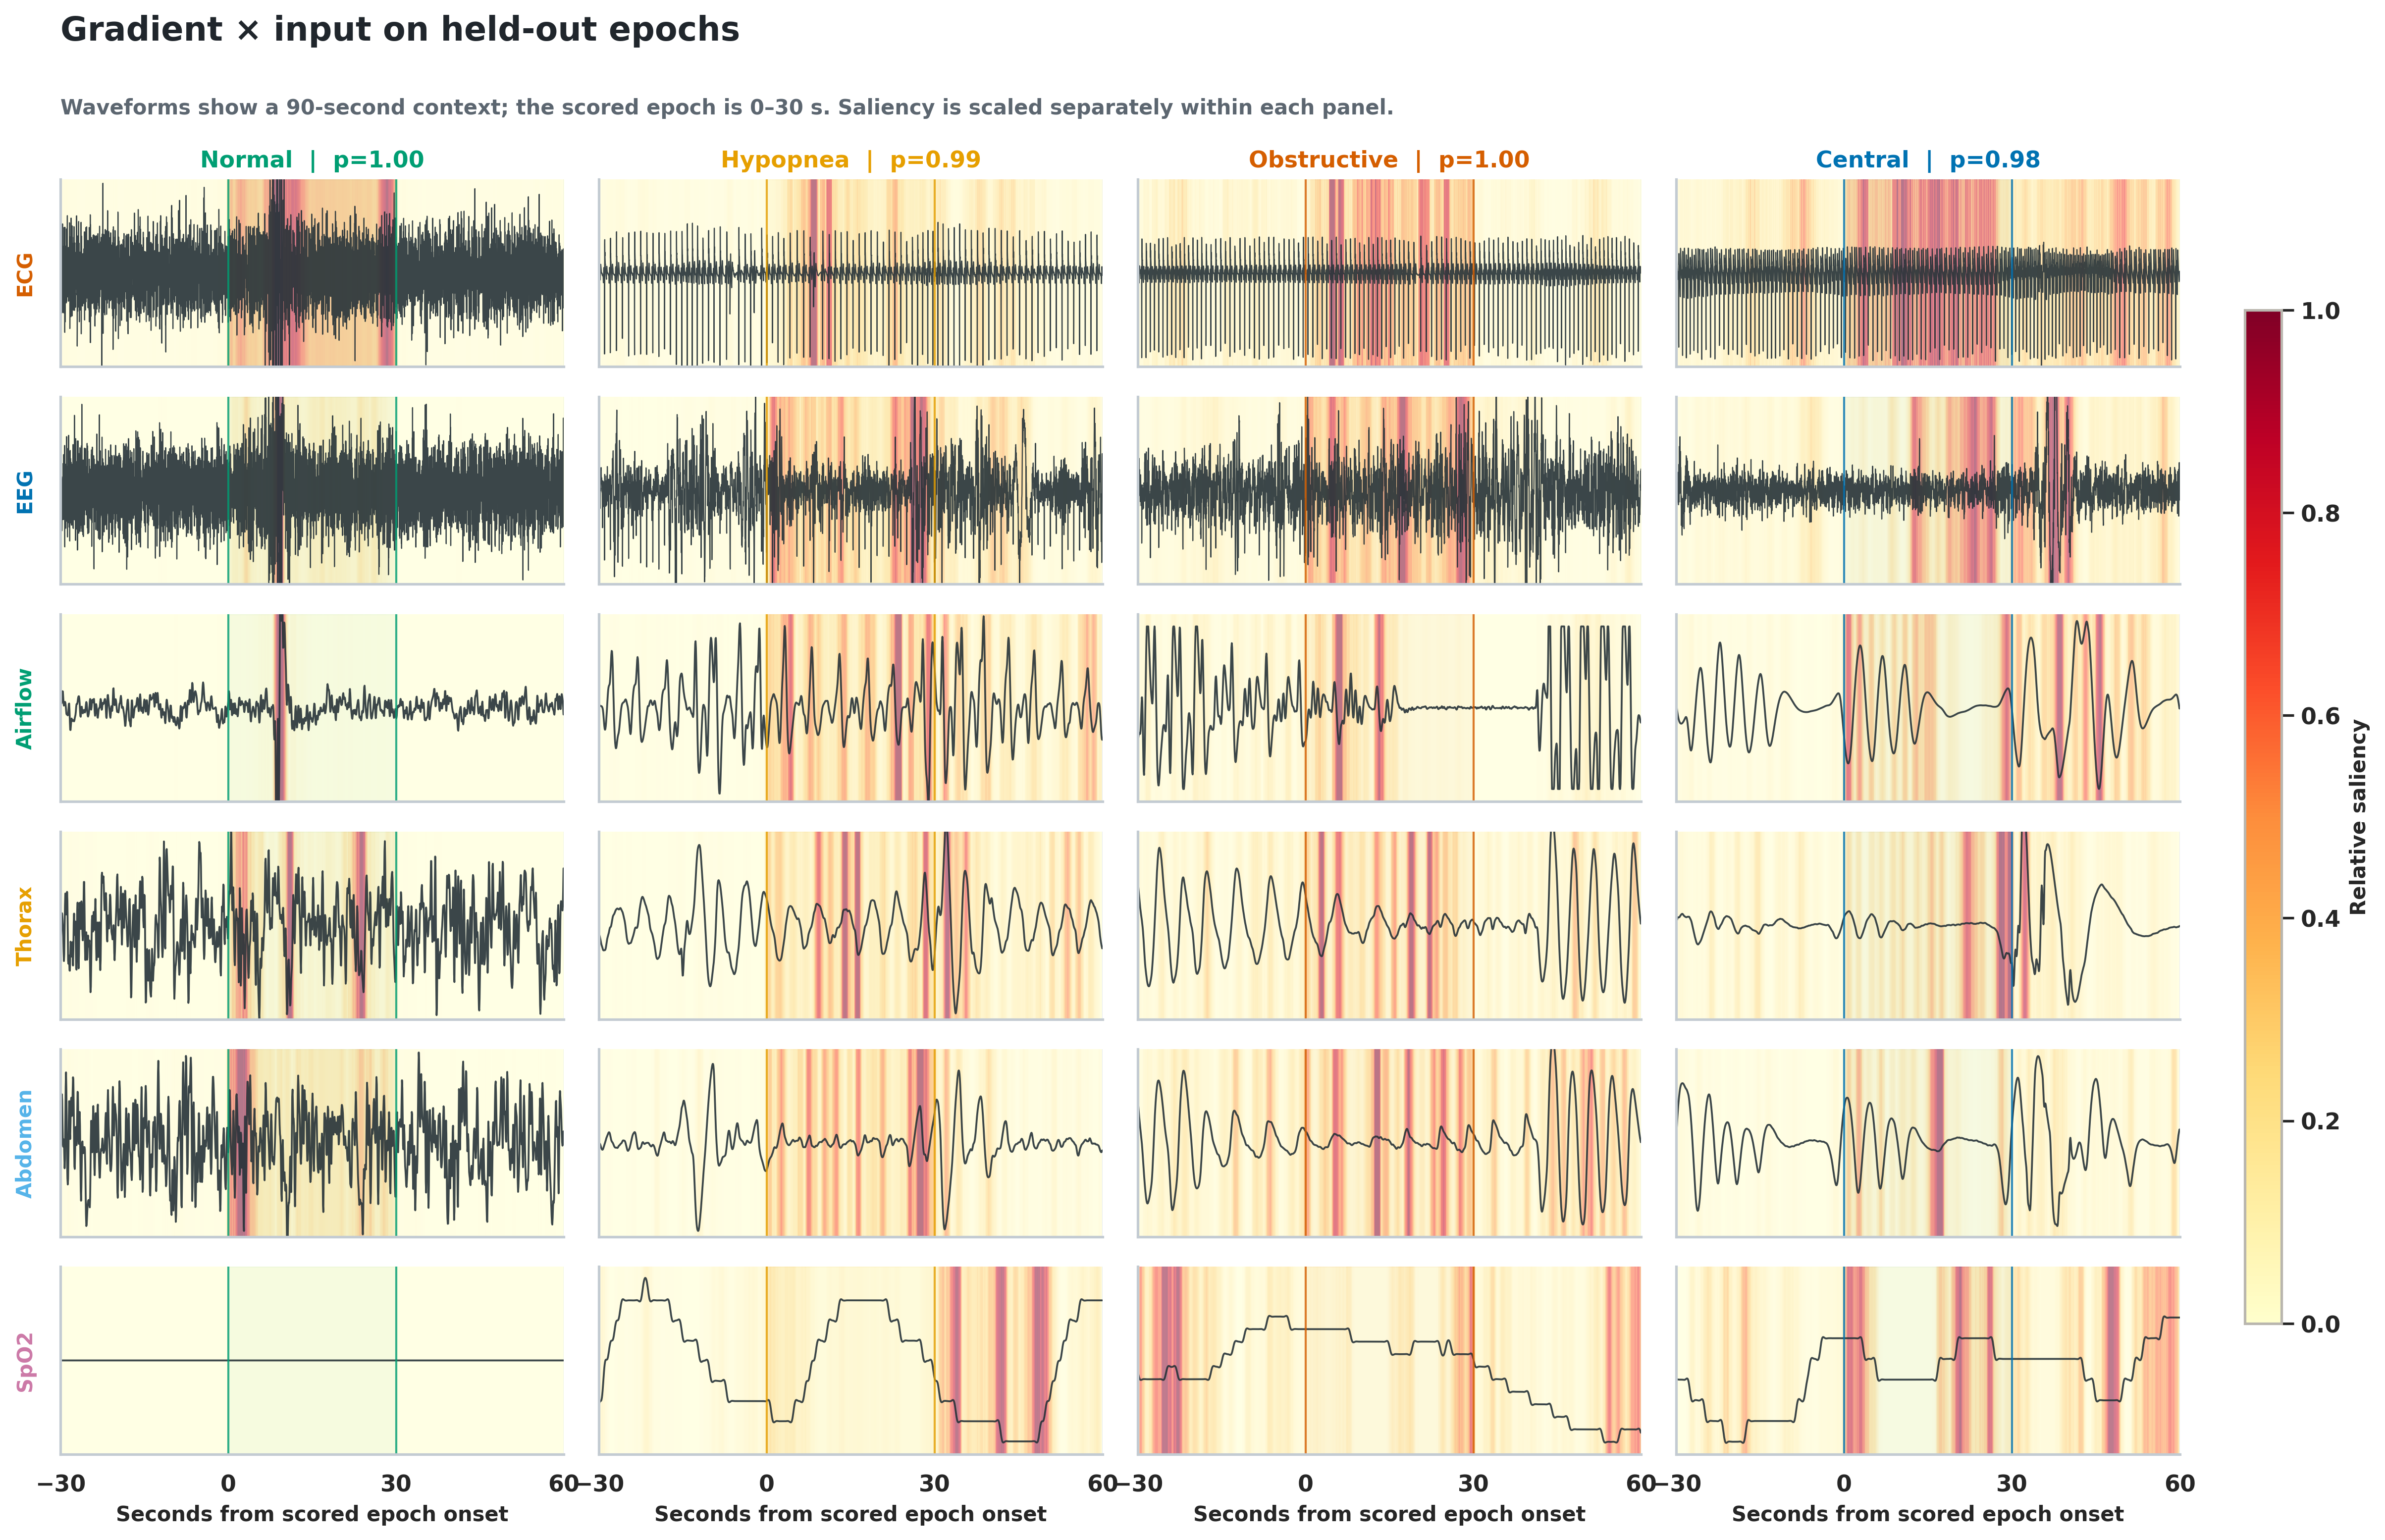 Gradient × input on held-out epochs
Waveforms show a 90-second context; the scored epoch is 0–30 s. Saliency is scaled separately within each panel.
Normal | p=1.00
Hypopnea | p=0.99
Obstructive | p=1.00
Central | p=0.98
ECG
EEG
Airflow
Thorax
Abdomen
SpO2
−30 0 30 60
−30 0 30 60
−30 0 30 60
−30 0 30 60
Seconds from scored epoch onset
Seconds from scored epoch onset
Seconds from scored epoch onset
Seconds from scored epoch onset
1.0
0.8
0.6
0.4
0.2
0.0
Relative saliency